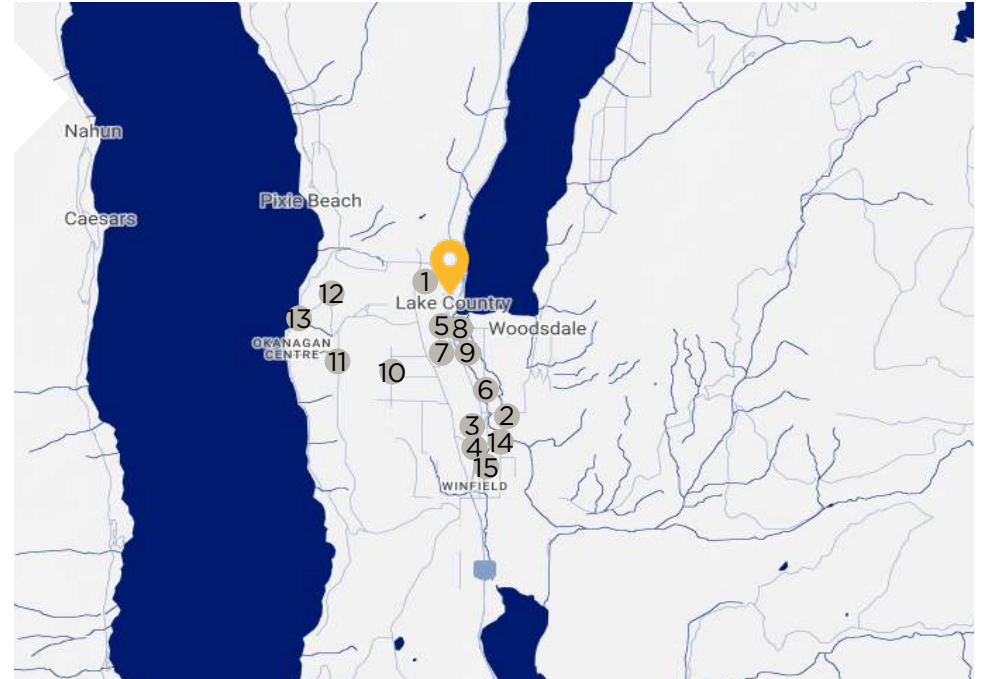 Nahun
Pixie Beach
Caesars
1
12
Lake Country
13
5
8
Woodsdale
OKANAGAN
CENTRE
7
9
11
10
6
2
3
14
4
15
WINFIELD